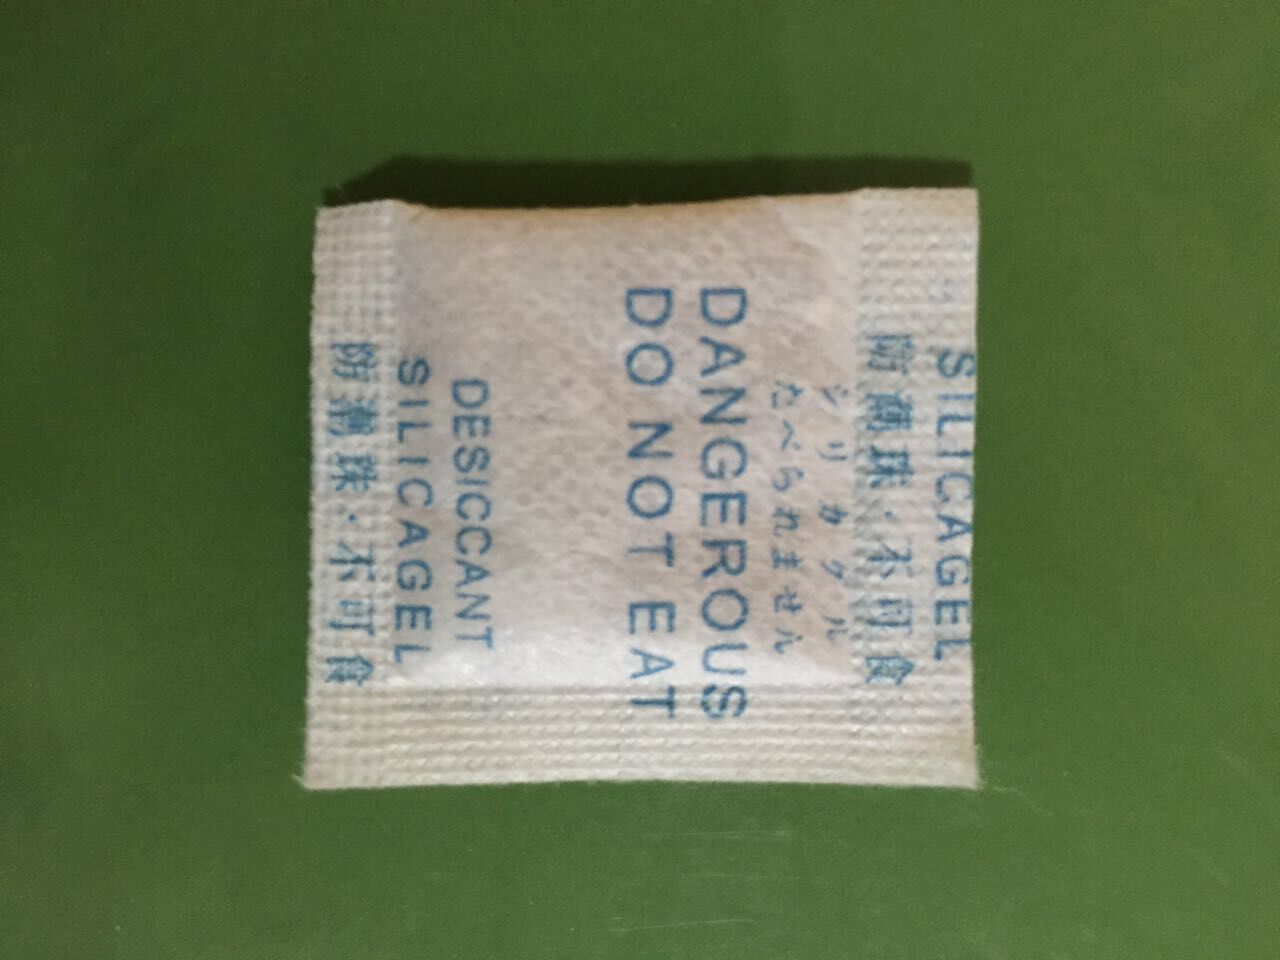 SILICAGEL
防潮珠·不可食
シリカゲル
たべられません
DANGEROUS
DO NOT EAT
DESICCANT
SILICAGEL
防潮珠·不可食